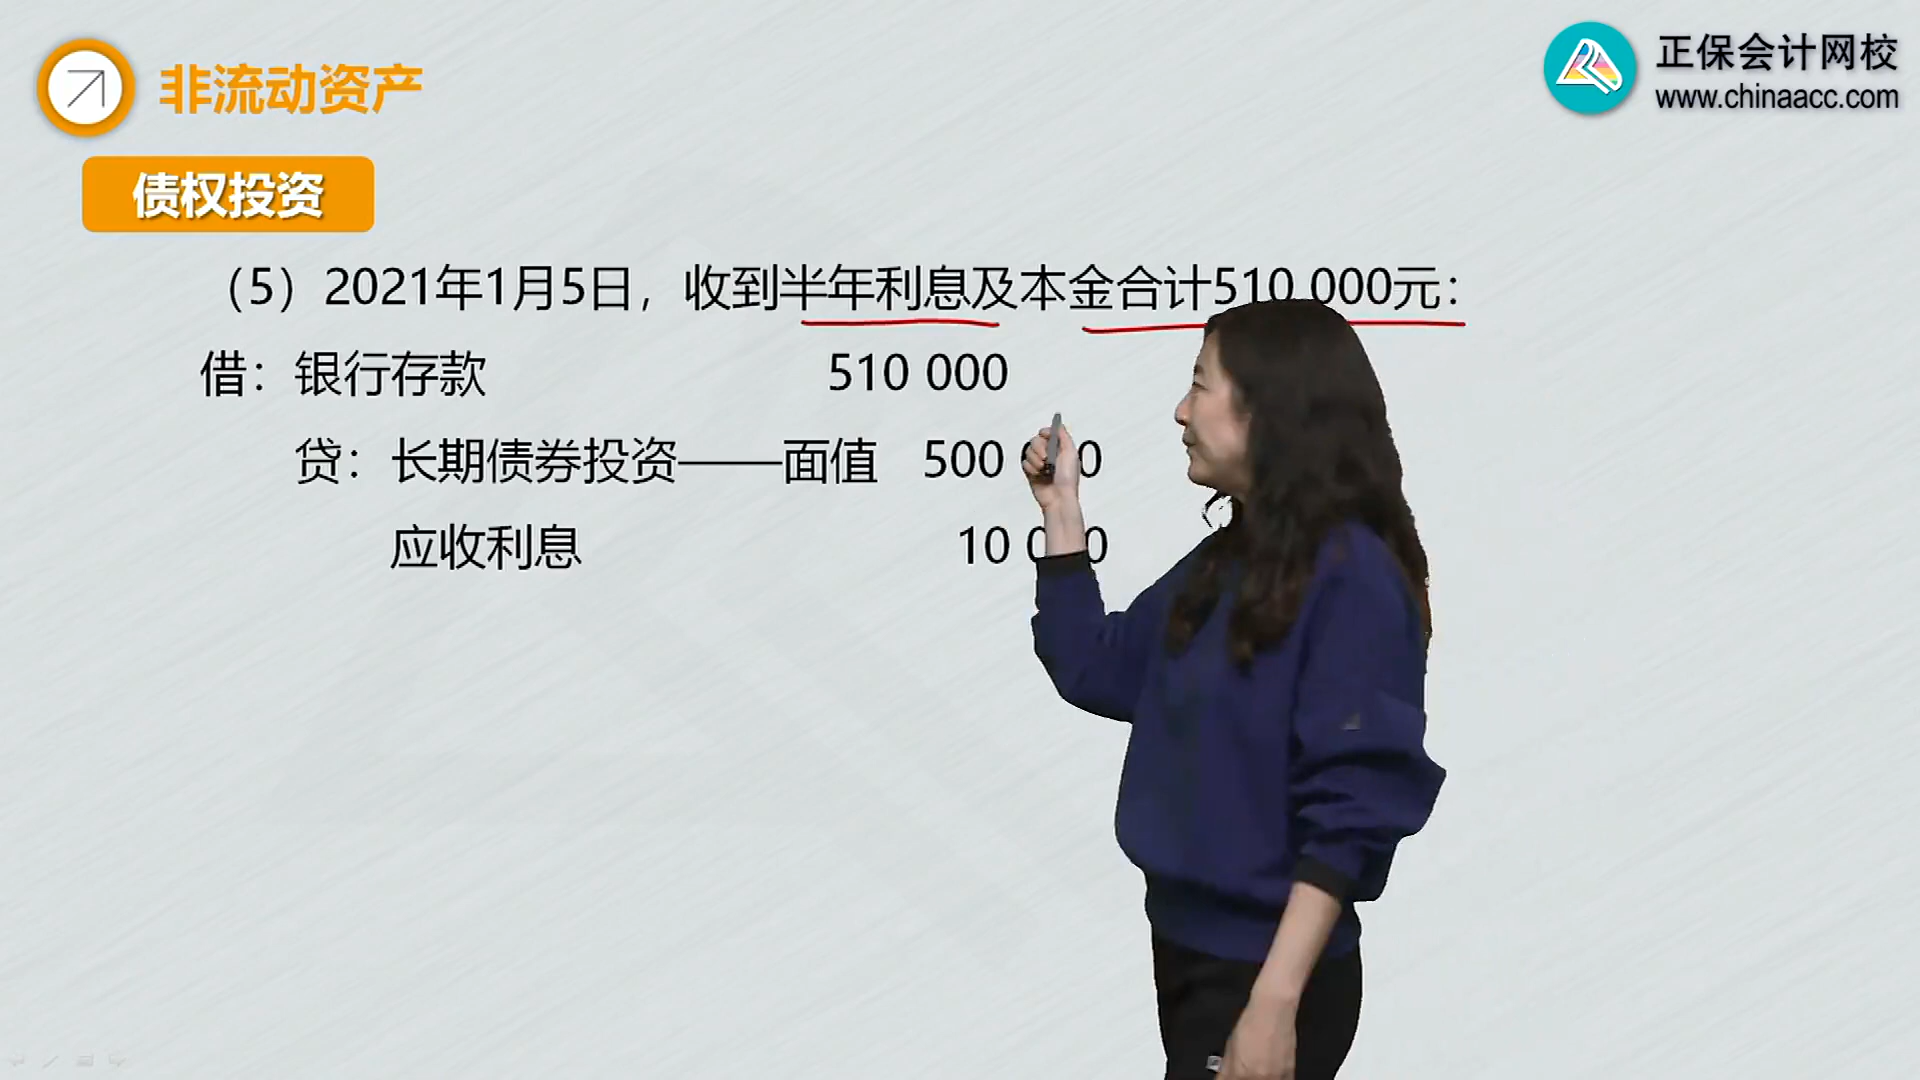 非流动资产
正保会计网校
www.chinaacc.com
债权投资
（5）2021年1月5日，收到半年利息及本金合计510 000元：
借：银行存款 510 000
贷：长期债券投资——面值 500
应收利息 10